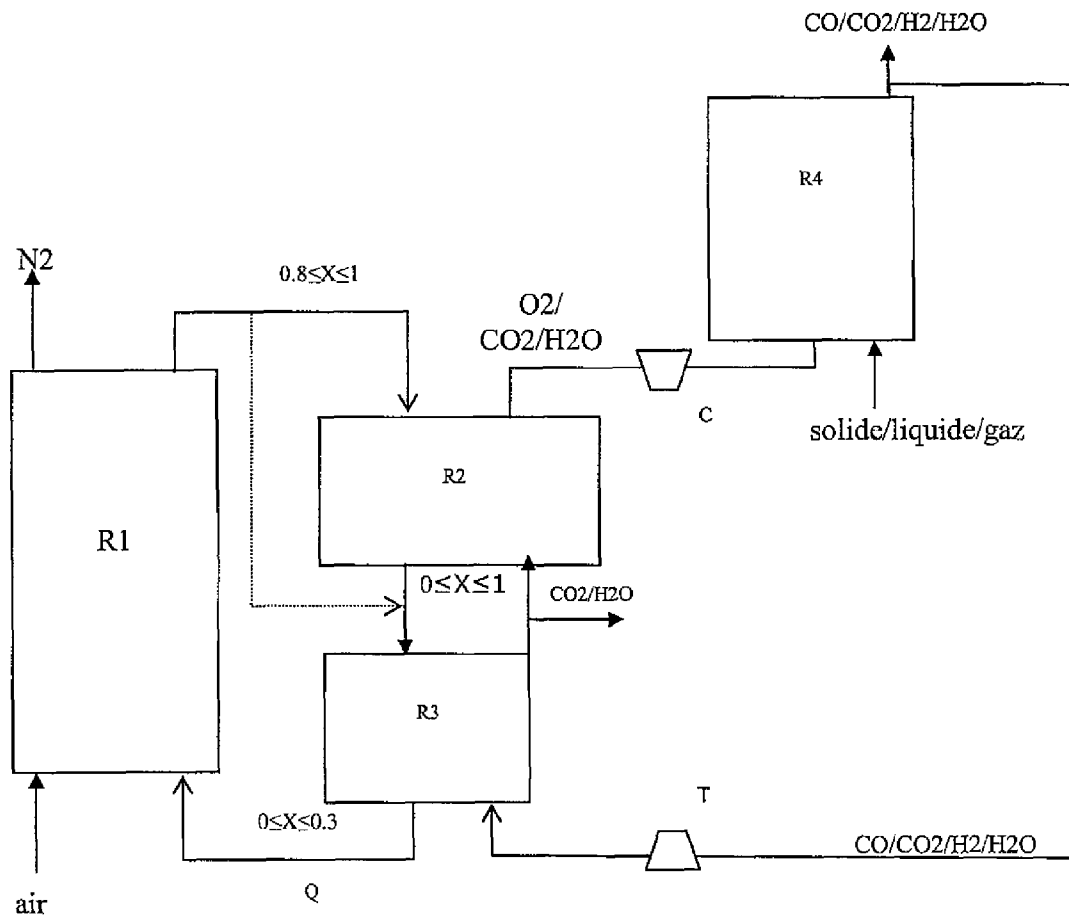 CO/CO2/H2/H2O
R4
N2
0.8≤X≤1
O2/
CO2/H2O
C
solide/liquide/gaz
R2
R1
0≤X≤1
CO2/H2O
R3
T
0≤X≤0.3
CO/CO2/H2/H2O
Q
air